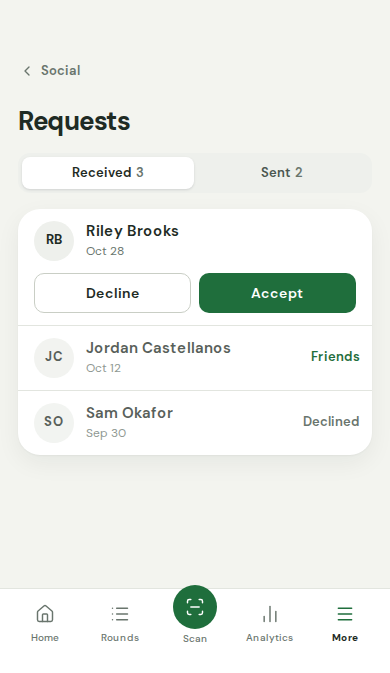 Social
Requests
Received 3
Sent 2
RB
Riley Brooks
Oct 28
Decline
Accept
JC
Jordan Castellanos
Oct 12
Friends
SO
Sam Okafor
Sep 30
Declined
Home
Rounds
Scan
Analytics
More